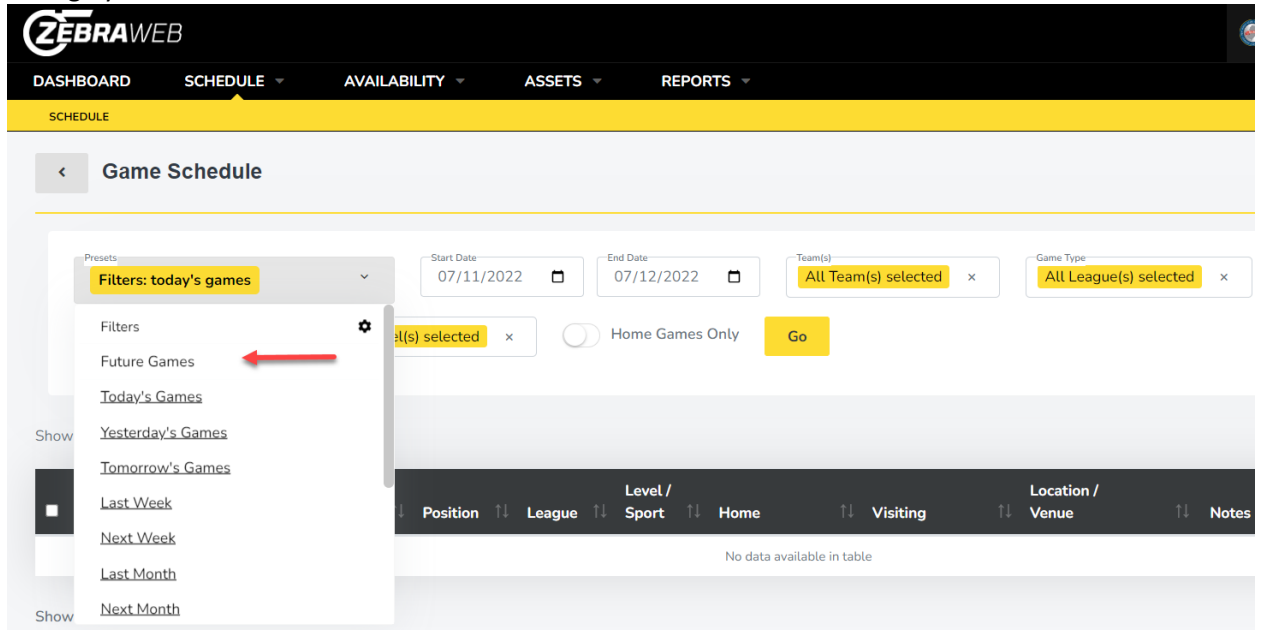 ZEBRAWEB
DASHBOARD SCHEDULE AVAILABILITY ASSETS REPORTS
SCHEDULE
Game Schedule
Presets
Filters: today's games
Start Date
07/11/2022
End Date
07/12/2022
Team(s)
All Team(s) selected ×
Game Type
All League(s) selected ×
Filters
Future Games
Today's Games
Yesterday's Games
Tomorrow's Games
Last Week
Next Week
Last Month
Next Month
selected ×
Home Games Only
Go
Show
Position League Level / Sport Home Visiting Location / Venue Notes
No data available in table
Show